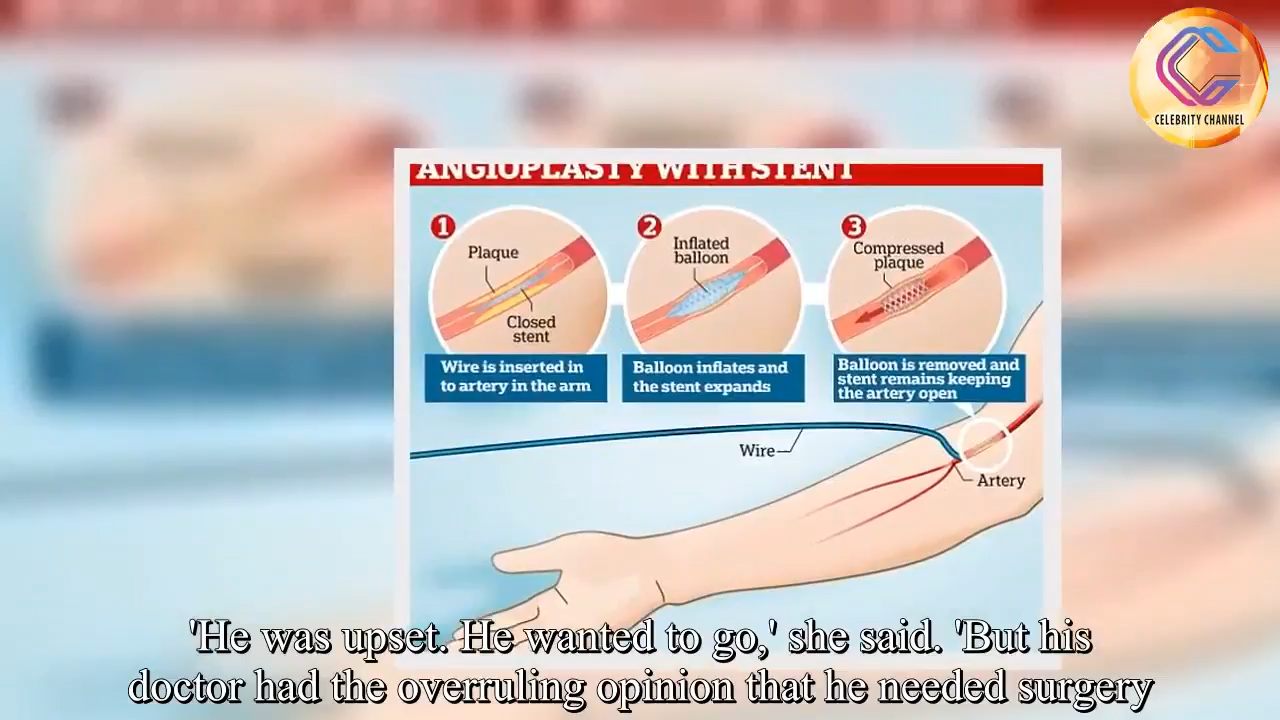 CELEBRITY CHANNEL
ANGIOPLASTY WITH STENT
1
Plaque
Closed
stent
Wire is inserted in
to artery in the arm
2
Inflated
balloon
Balloon inflates and
the stent expands
3
Compressed
plaque
Balloon is removed and
stent remains keeping
the artery open
Wire
Artery
'He was upset. He wanted to go,' she said. 'But his
doctor had the overruling opinion that he needed surgery